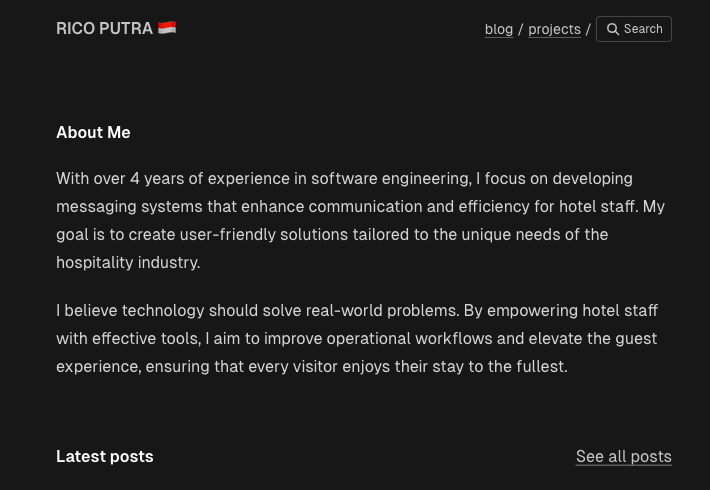 RICO PUTRA 🇮🇩
blog / projects / Search
About Me
With over 4 years of experience in software engineering, I focus on developing
messaging systems that enhance communication and efficiency for hotel staff. My
goal is to create user-friendly solutions tailored to the unique needs of the
hospitality industry.
I believe technology should solve real-world problems. By empowering hotel staff
with effective tools, I aim to improve operational workflows and elevate the guest
experience, ensuring that every visitor enjoys their stay to the fullest.
Latest posts
See all posts